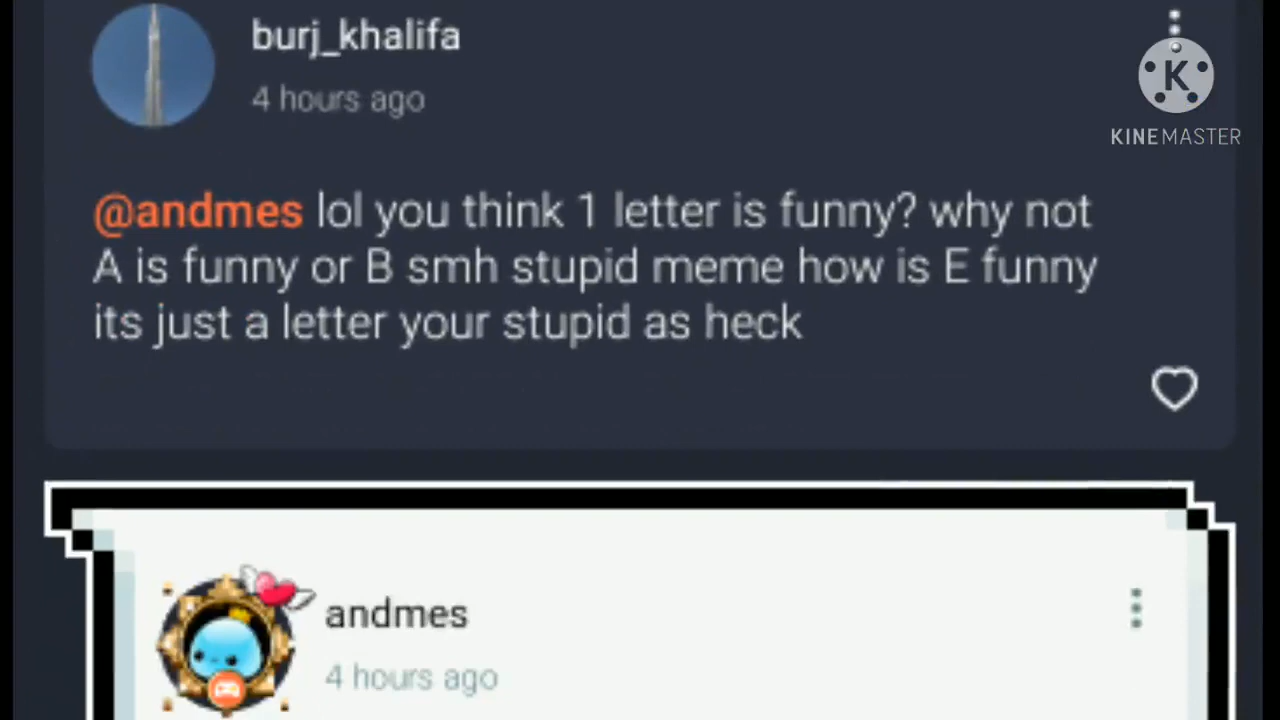 burj_khalifa
4 hours ago
K
KINEMASTER
@andmes lol you think 1 letter is funny? why not
A is funny or B smh stupid meme how is E funny
its just a letter your stupid as heck
andmes
4 hours ago